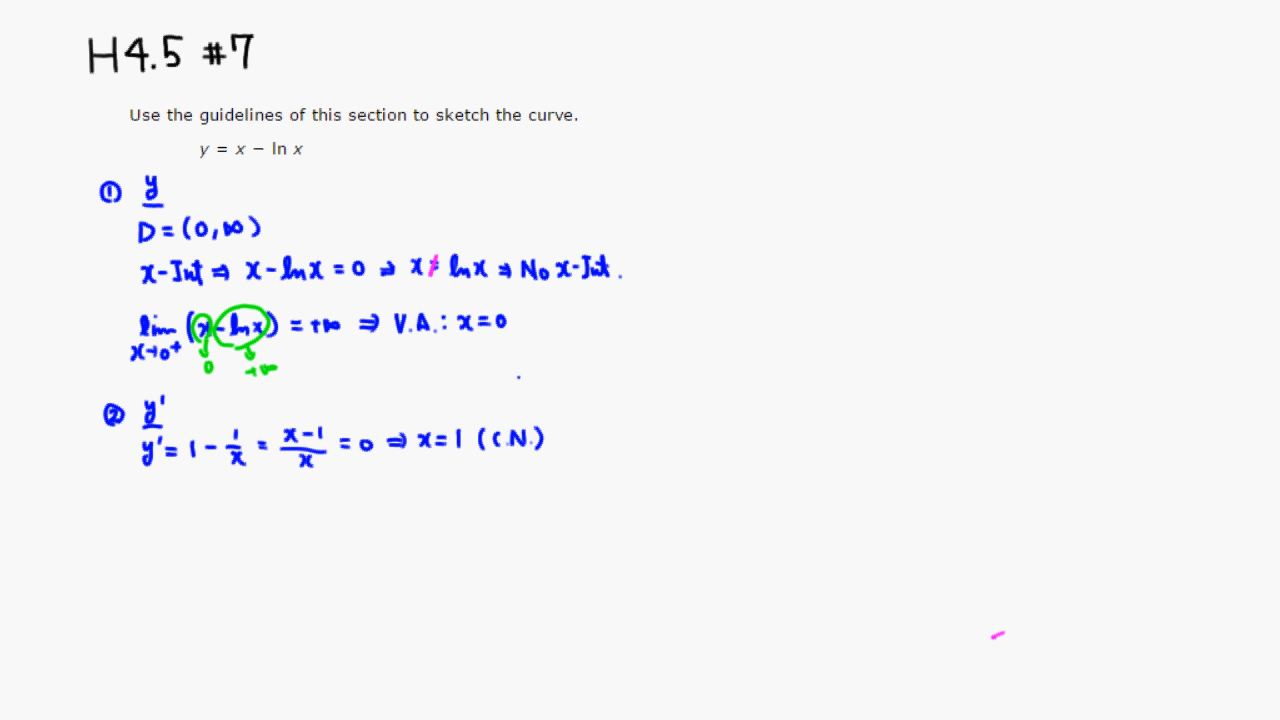 H4.5 #7
Use the guidelines of this section to sketch the curve.
y = x − ln x
① y
D = (0, ∞)
x-Int ⇒ x - ln x = 0 ⇒ x ≠ ln x ⇒ No x-Int.
lim (x - ln x) = +∞ ⇒ V.A.: x = 0
x→0⁺ 0 +∞
② y'
y' = 1 - 1/x = (x-1)/x = 0 ⇒ x = 1 (C.N.)